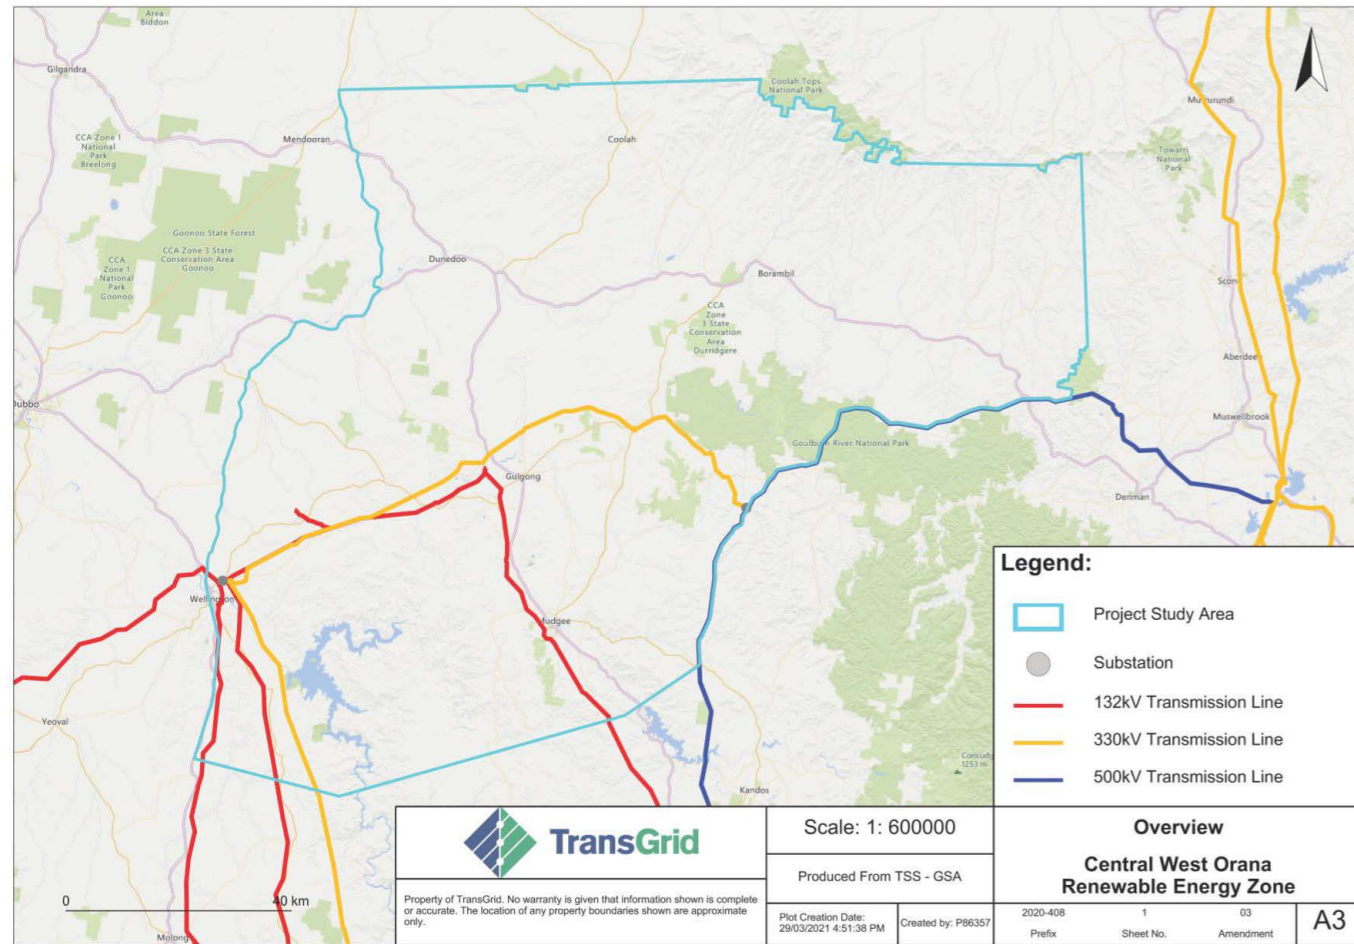 Area
Biddon
Gilgandra
Coolah Tops
National Park
CCA Zone 1
National
Park
Breelong
Mendooran
Coolah
Towarri
National
Park
Goonoo State Forest
CCA Zone 3 State
Conservation Area
Goonoo
CCA
Zone 1
National
Park
Goonoo
Dunedoo
Borambil
CCA
Zone
3 State
Conservation
Area
Durridgere
Aberdee
Muswellbrook
Goulburn River National Park
Gulgong
Denman
Yeoval
Kandos
1253 m
0
40 km
Molong
Legend:
Project Study Area
Substation
132kV Transmission Line
330kV Transmission Line
500kV Transmission Line
TransGrid
Property of TransGrid. No warranty is given that information shown is complete
or accurate. The location of any property boundaries shown are approximate
only.
Scale: 1: 600000
Produced From TSS - GSA
Plot Creation Date:
29/03/2021 4:51:38 PM
Created by: P86357
Overview
Central West Orana
Renewable Energy Zone
2020-408
1
03
Prefix
Sheet No.
Amendment
A3